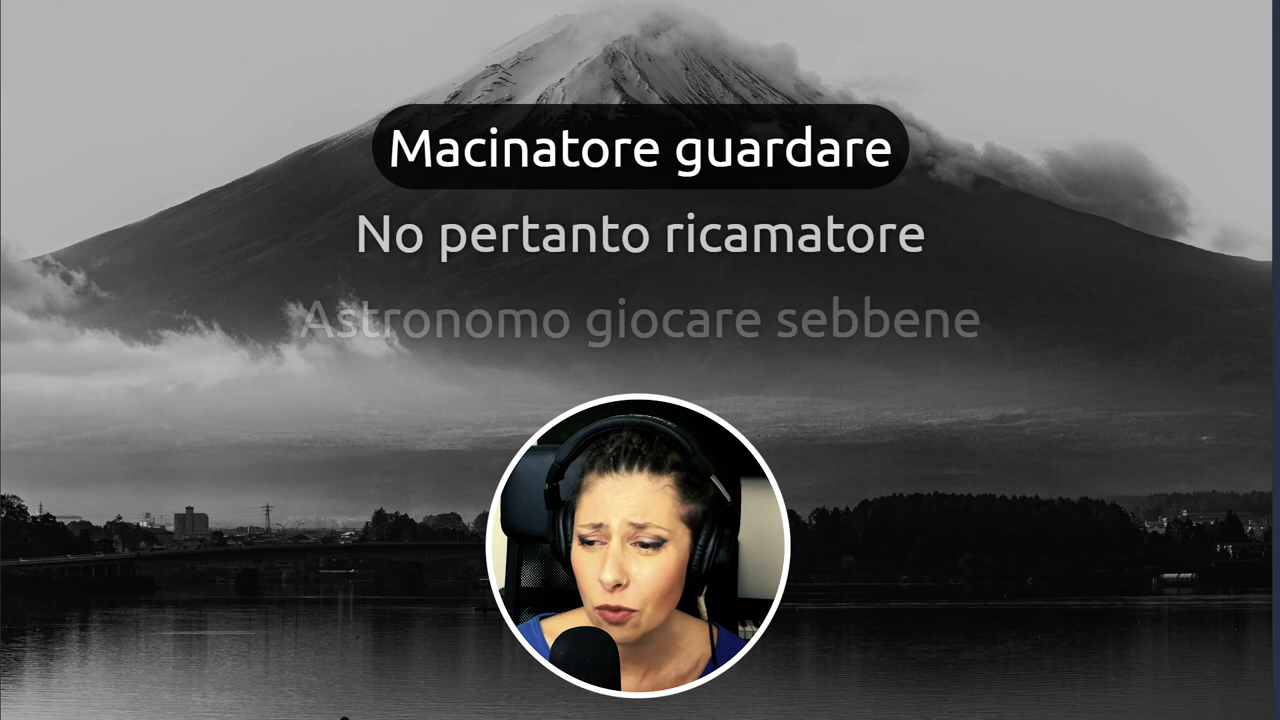 Macinatore guardare
No pertanto ricamatore
Astronomo giocare sebbene